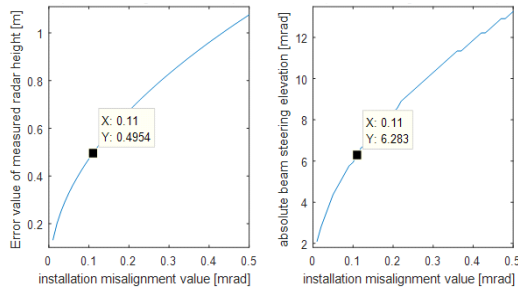 Error value of measured radar height [m]
1
0.8
0.6
0.4
0.2
X: 0.11
Y: 0.4954
0 0.1 0.2 0.3 0.4 0.5
installation misalignment value [mrad]
absolute beam steering elevation [mrad]
12
10
8
6
4
2
X: 0.11
Y: 6.283
0 0.1 0.2 0.3 0.4 0.5
installation misalignment value [mrad]